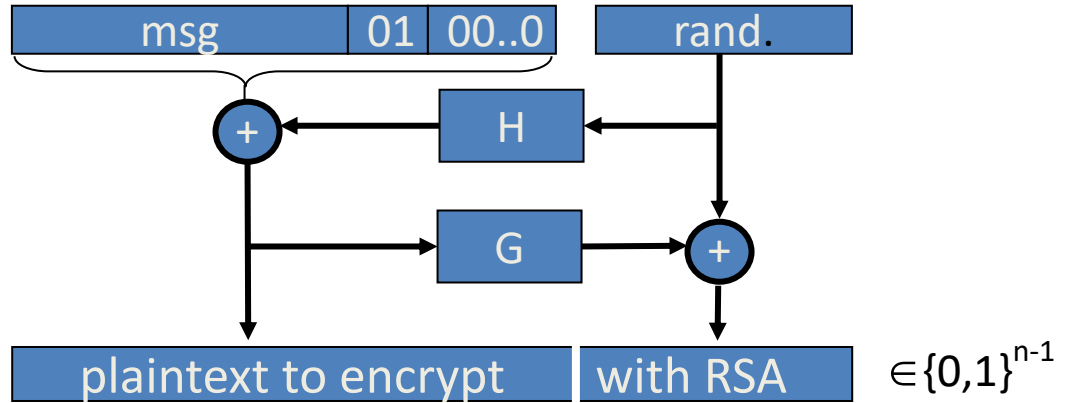 msg 01 00..0 rand.
+ H
G +
plaintext to encrypt with RSA ∈{0,1}ⁿ⁻¹